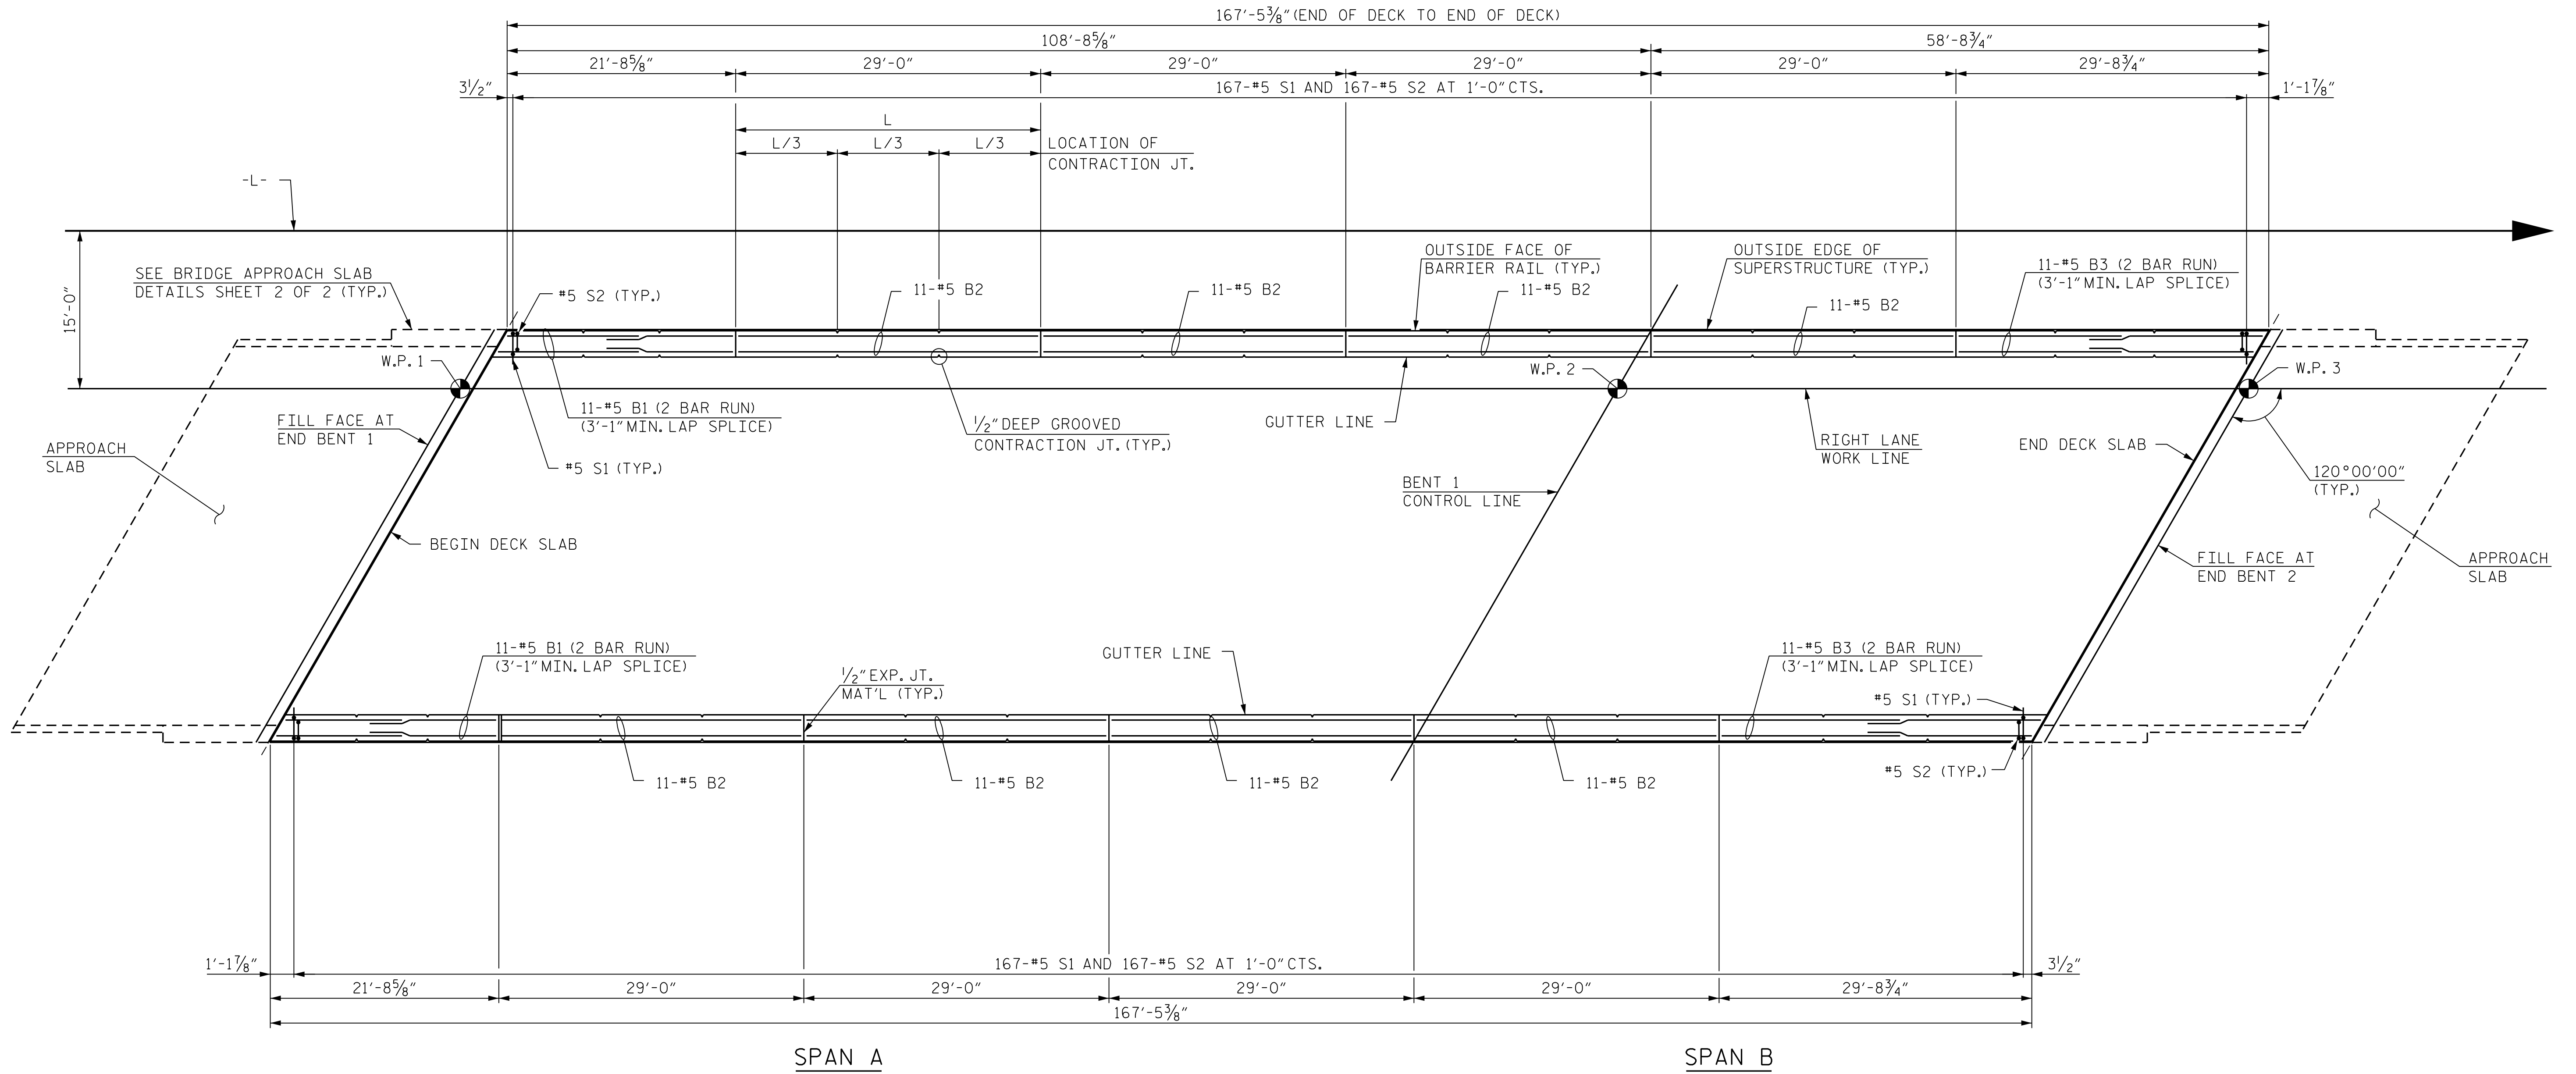 167'-5⅜" (END OF DECK TO END OF DECK)
108'-8⅝"
58'-8¾"
21'-8⅝"
29'-0"
29'-0"
29'-0"
29'-0"
29'-8¾"
3½"
167-#5 S1 AND 167-#5 S2 AT 1'-0" CTS.
1'-1⅞"
L
L/3
L/3
L/3
LOCATION OF
CONTRACTION JT.
-L-
15'-0"
SEE BRIDGE APPROACH SLAB
DETAILS SHEET 2 OF 2 (TYP.)
#5 S2 (TYP.)
11-#5 B2
11-#5 B2
OUTSIDE FACE OF
BARRIER RAIL (TYP.)
11-#5 B2
OUTSIDE EDGE OF
SUPERSTRUCTURE (TYP.)
11-#5 B2
11-#5 B3 (2 BAR RUN)
(3'-1" MIN. LAP SPLICE)
W.P. 1
W.P. 2
W.P. 3
FILL FACE AT
END BENT 1
11-#5 B1 (2 BAR RUN)
(3'-1" MIN. LAP SPLICE)
#5 S1 (TYP.)
½" DEEP GROOVED
CONTRACTION JT. (TYP.)
GUTTER LINE
RIGHT LANE
WORK LINE
END DECK SLAB
120°00'00"
(TYP.)
APPROACH
SLAB
BENT 1
CONTROL LINE
BEGIN DECK SLAB
FILL FACE AT
END BENT 2
APPROACH
SLAB
11-#5 B1 (2 BAR RUN)
(3'-1" MIN. LAP SPLICE)
½" EXP. JT.
MAT'L (TYP.)
GUTTER LINE
11-#5 B3 (2 BAR RUN)
(3'-1" MIN. LAP SPLICE)
#5 S1 (TYP.)
11-#5 B2
11-#5 B2
11-#5 B2
11-#5 B2
#5 S2 (TYP.)
1'-1⅞"
167-#5 S1 AND 167-#5 S2 AT 1'-0" CTS.
3½"
21'-8⅝"
29'-0"
29'-0"
29'-0"
29'-0"
29'-8¾"
167'-5⅜"
SPAN A
SPAN B